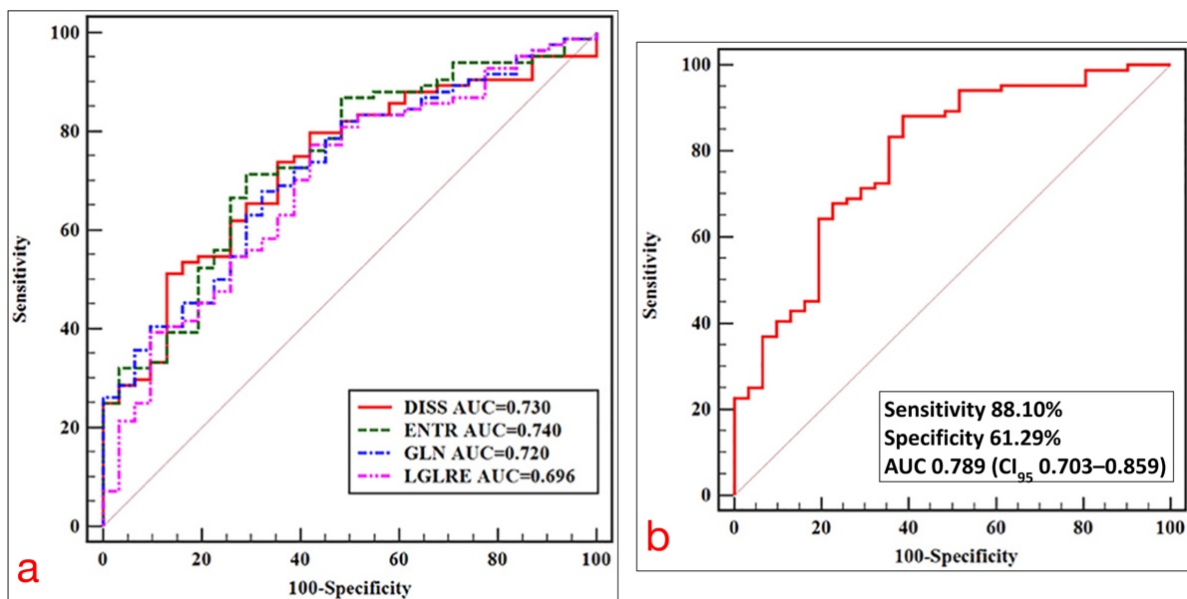 100
80
60
40
20
0
Sensitivity
0 20 40 60 80 100
100-Specificity
DISS AUC=0.730
ENTR AUC=0.740
GLN AUC=0.720
LGLRE AUC=0.696
a
100
80
60
40
20
0
Sensitivity
0 20 40 60 80 100
100-Specificity
Sensitivity 88.10%
Specificity 61.29%
AUC 0.789 (CI95 0.703–0.859)
b